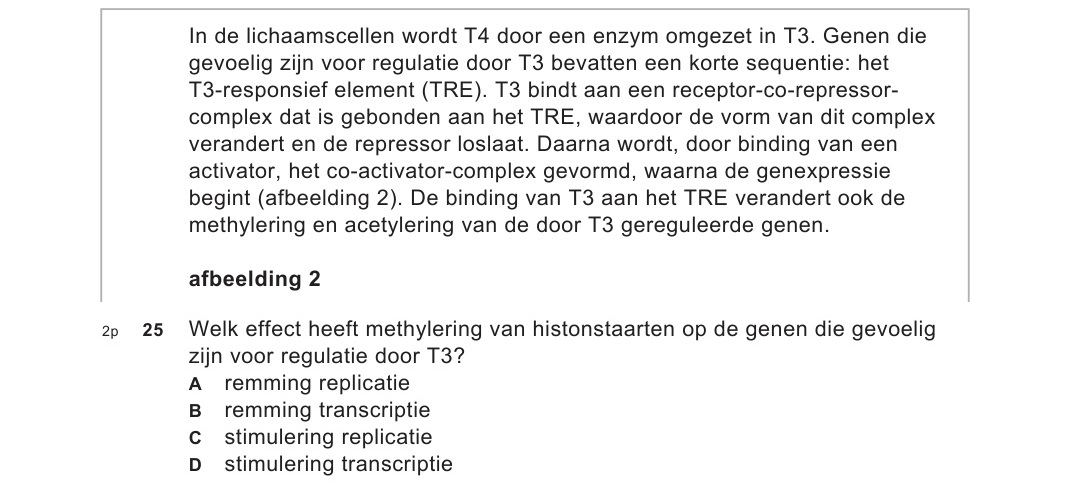 In de lichaamscellen wordt T4 door een enzym omgezet in T3. Genen die
gevoelig zijn voor regulatie door T3 bevatten een korte sequentie: het
T3-responsief element (TRE). T3 bindt aan een receptor-co-repressor-
complex dat is gebonden aan het TRE, waardoor de vorm van dit complex
verandert en de repressor loslaat. Daarna wordt, door binding van een
activator, het co-activator-complex gevormd, waarna de genexpressie
begint (afbeelding 2). De binding van T3 aan het TRE verandert ook de
methylering en acetylering van de door T3 gereguleerde genen.
afbeelding 2
2p 25 Welk effect heeft methylering van histonstaarten op de genen die gevoelig
zijn voor regulatie door T3?
A remming replicatie
B remming transcriptie
C stimulering replicatie
D stimulering transcriptie